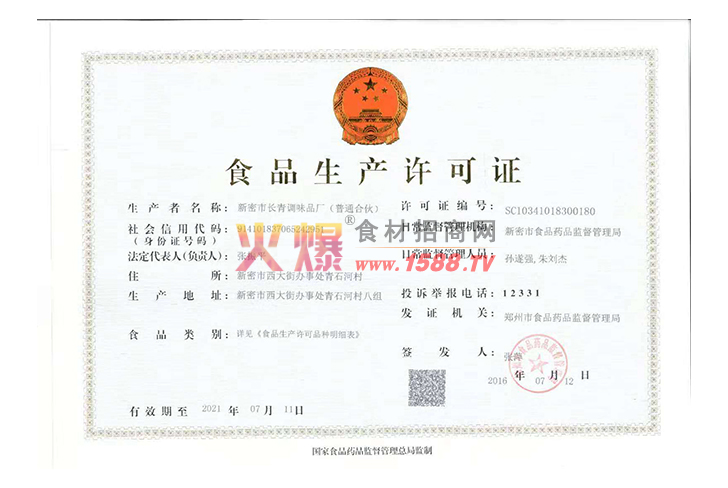 食品生产许可证
生产者名称: 新密市长青调味品厂（普通合伙）
社会信用代码: 914101837065242951
(身份证号码)
法定代表人(负责人): 张
住所: 新密市西大街办事处青石河村
生产地址: 新密市西大街办事处青石河村八组
食品类别: 详见《食品生产许可品种明细表》
许可证编号: SC10341018300180
日常监督管理机构: 新密市食品药品监督管理局
日常监督管理人员: 孙遂强,朱刘杰
投诉举报电话: 12331
发证机关: 郑州市食品药品监督管理局
签发人: 张萍
2016 年 07 月 12 日
有效期至 2021 年 07 月 11日
国家食品药品监督管理总局监制
火爆®食材招商网
www.1588.TV